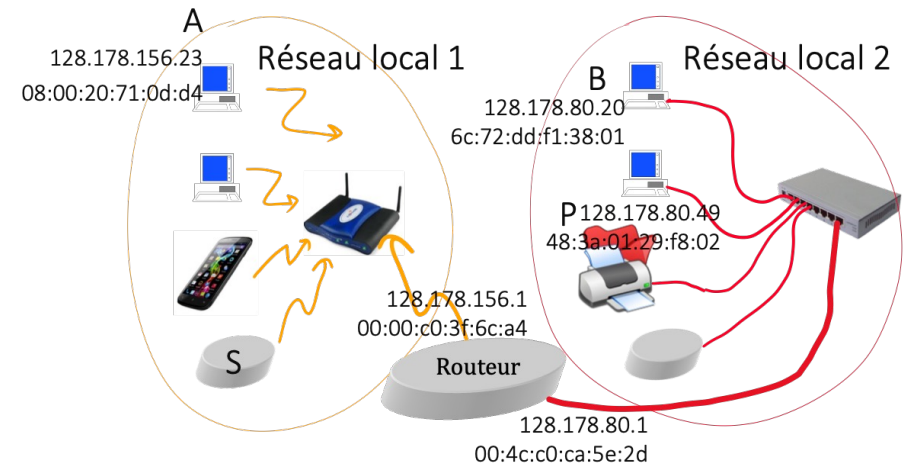 A
128.178.156.23
08:00:20:71:0d:d4
Réseau local 1
S
128.178.156.1
00:00:c0:3f:6c:a4
Routeur
Réseau local 2
B
128.178.80.20
6c:72:dd:f1:38:01
P 128.178.80.49
48:3a:01:29:f8:02
128.178.80.1
00:4c:c0:ca:5e:2d